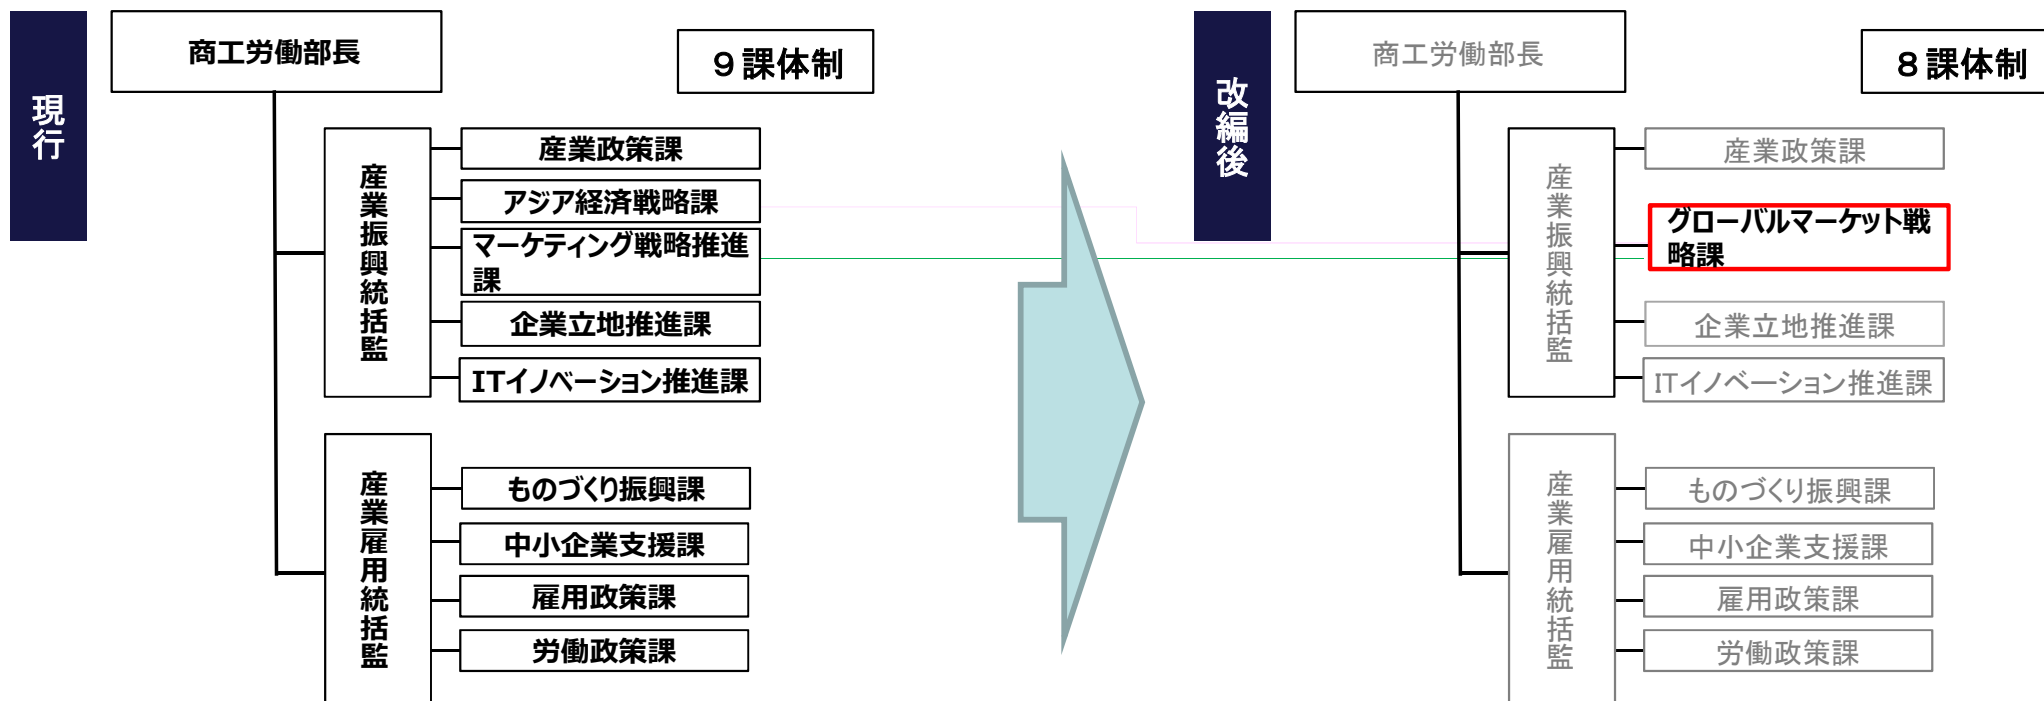 現行
商工労働部長
９課体制
産業振興統括監
産業政策課
アジア経済戦略課
マーケティング戦略推進
課
企業立地推進課
ITイノベーション推進課
産業雇用統括監
ものづくり振興課
中小企業支援課
雇用政策課
労働政策課
改編後
商工労働部長
８課体制
産業振興統括監
産業政策課
グローバルマーケット戦
略課
企業立地推進課
ITイノベーション推進課
産業雇用統括監
ものづくり振興課
中小企業支援課
雇用政策課
労働政策課